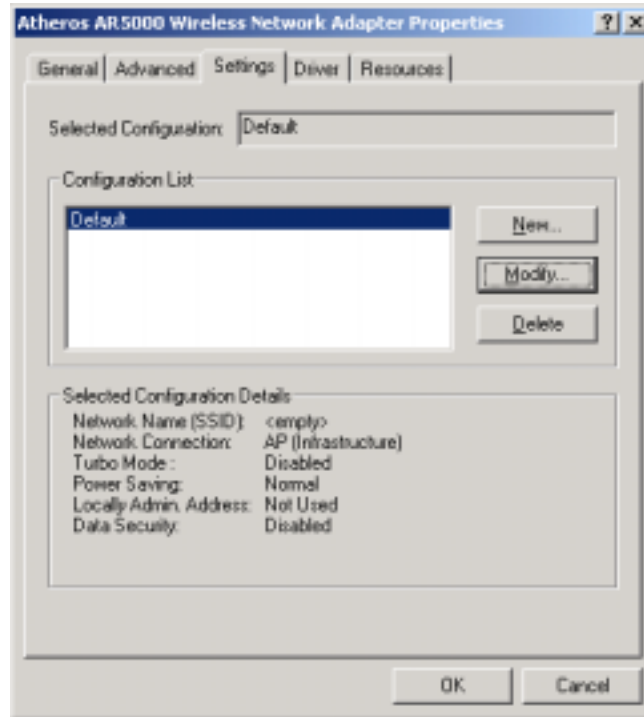 Atheros AR5000 Wireless Network Adapter Properties
General Advanced Settings Driver Resources
Selected Configuration: Default
Configuration List
Default
New...
Modify...
Delete
Selected Configuration Details
Network Name (SSID): <empty>
Network Connection: AP (Infrastructure)
Turbo Mode : Disabled
Power Saving: Normal
Locally Admin. Address: Not Used
Data Security: Disabled
OK Cancel